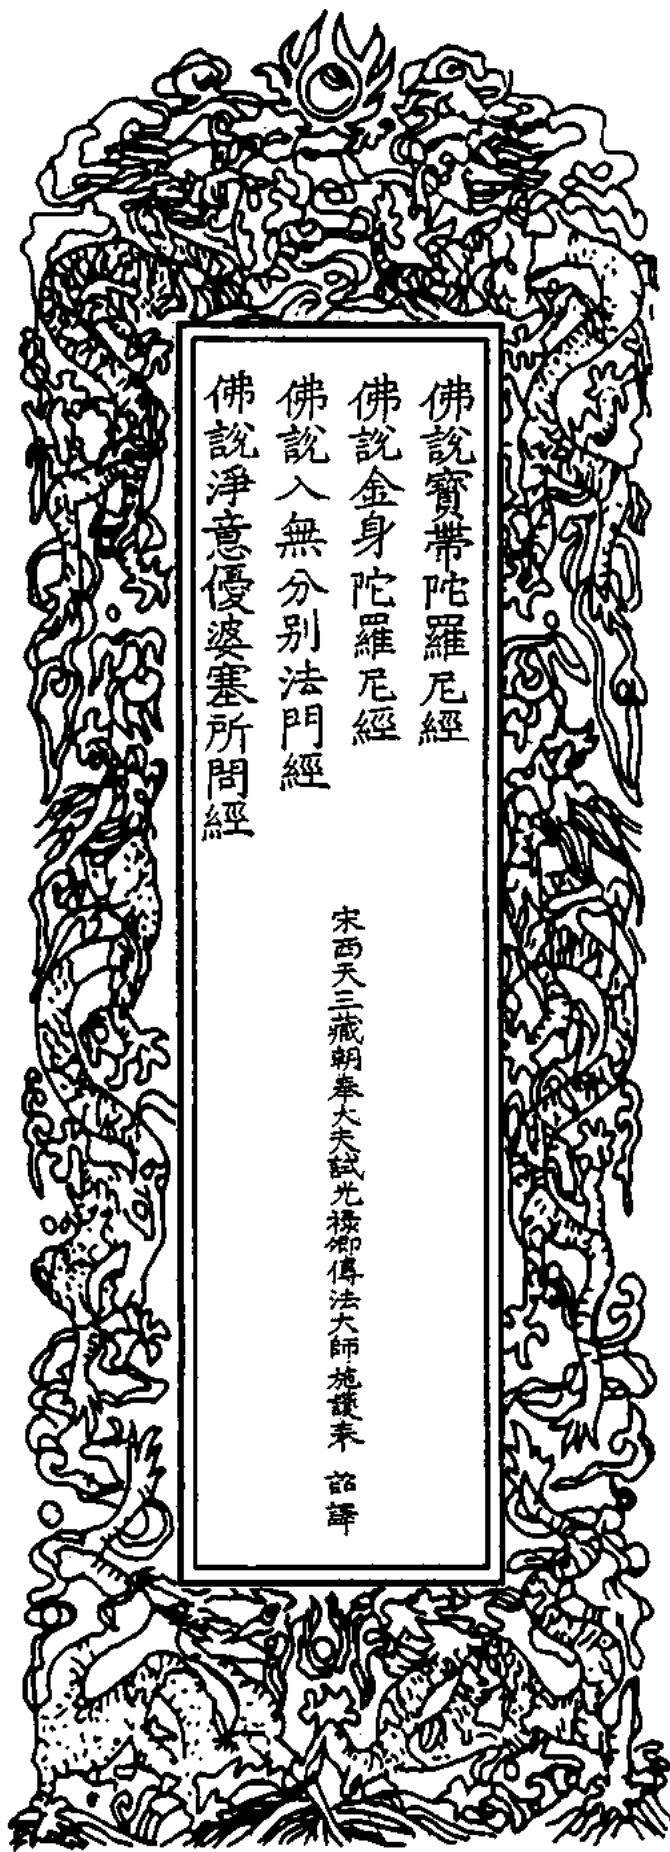 佛說寶帶陀羅尼經
佛說金身陀羅尼經
佛說入無分别法門經
佛說淨意優婆塞所問經
宋西天三藏朝奉大夫試光祿卿傳法大師施護奉 詔譯